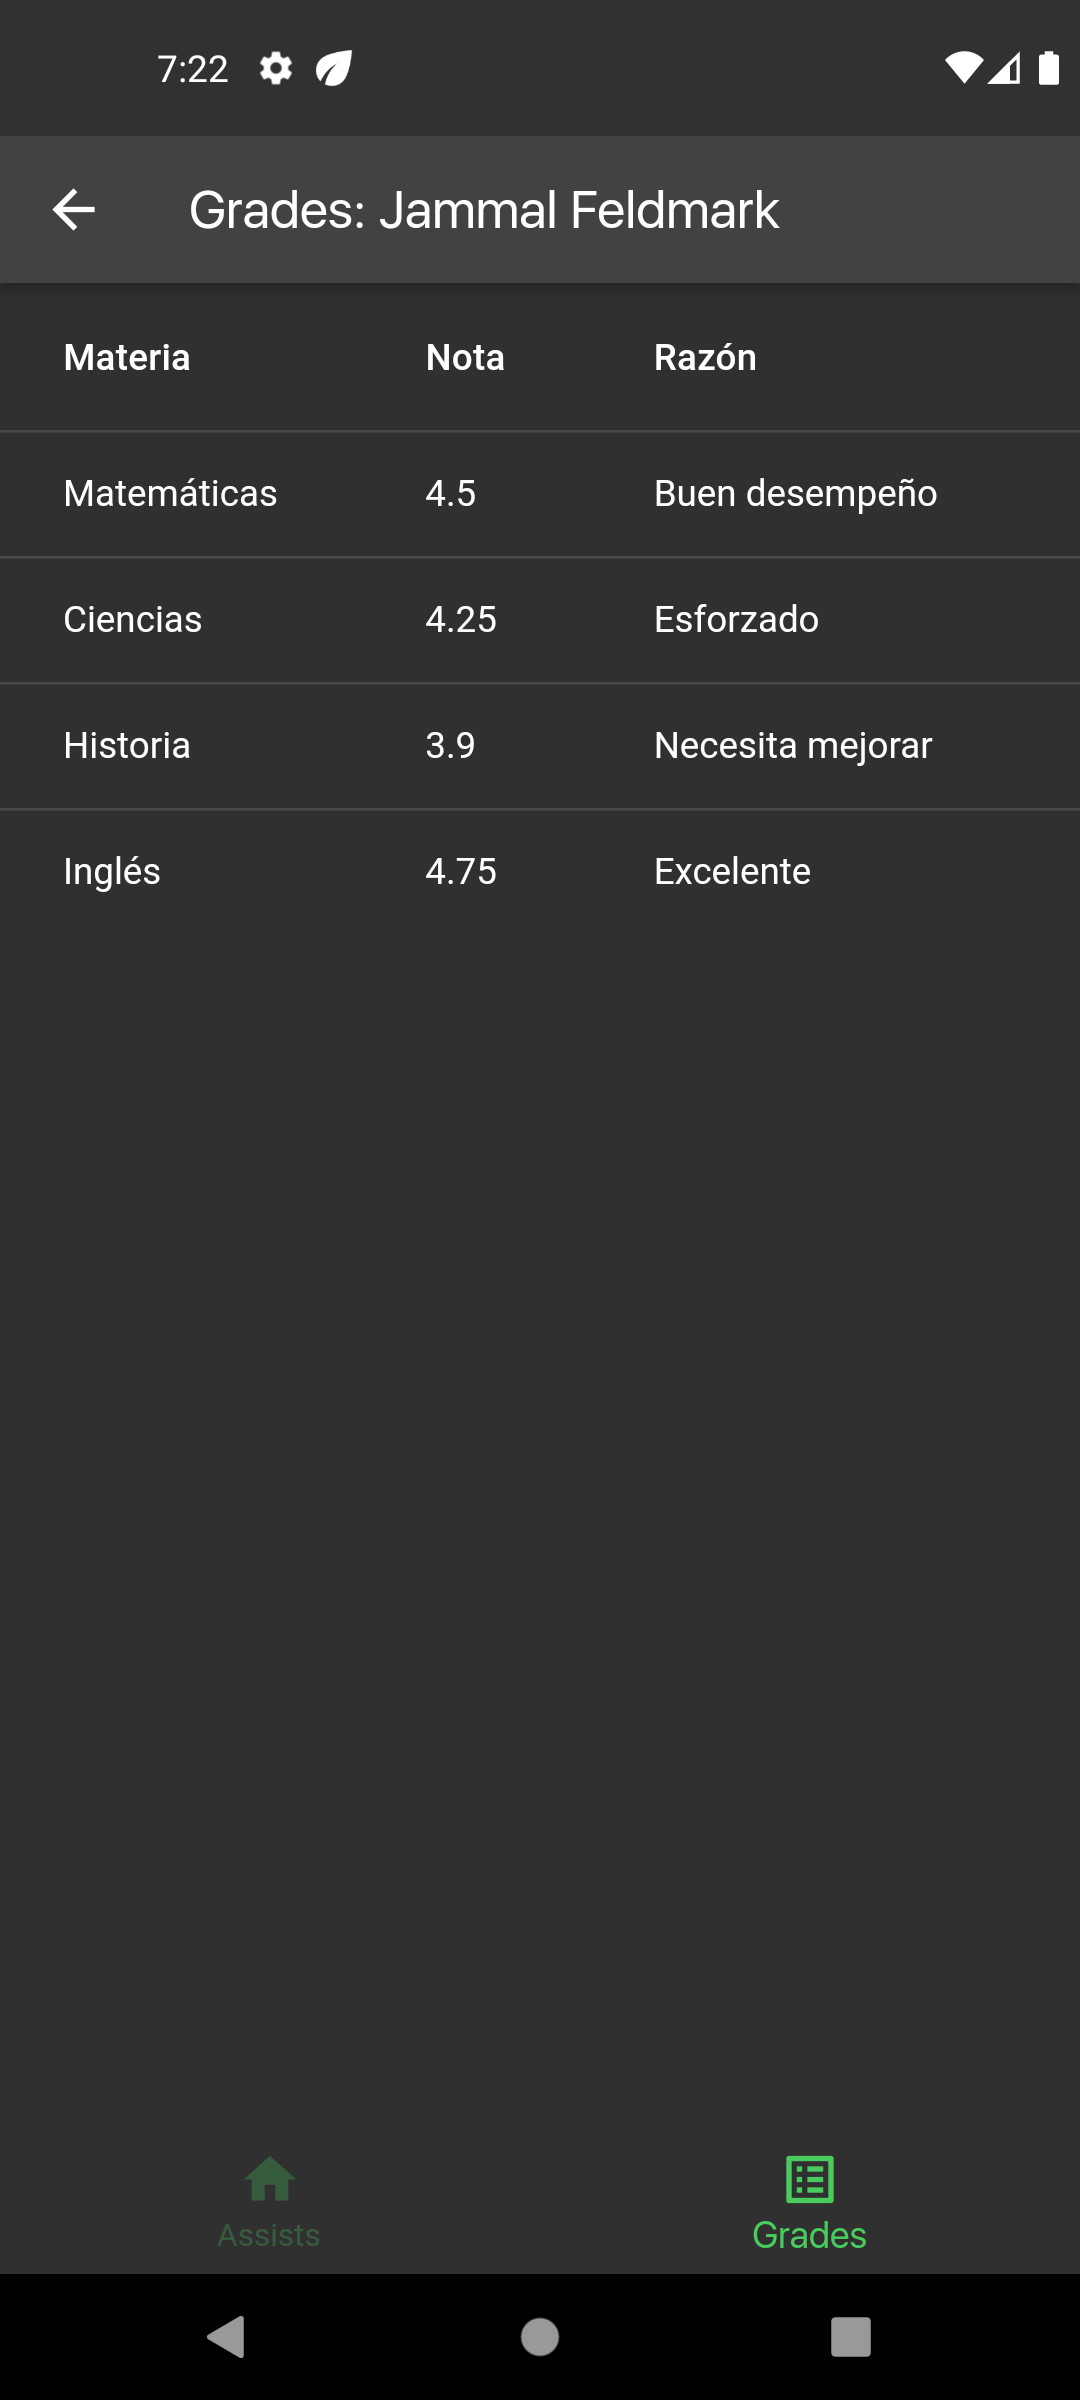 7:22
Grades: Jammal Feldmark
Materia Nota Razón
Matemáticas 4.5 Buen desempeño
Ciencias 4.25 Esforzado
Historia 3.9 Necesita mejorar
Inglés 4.75 Excelente
Assists Grades